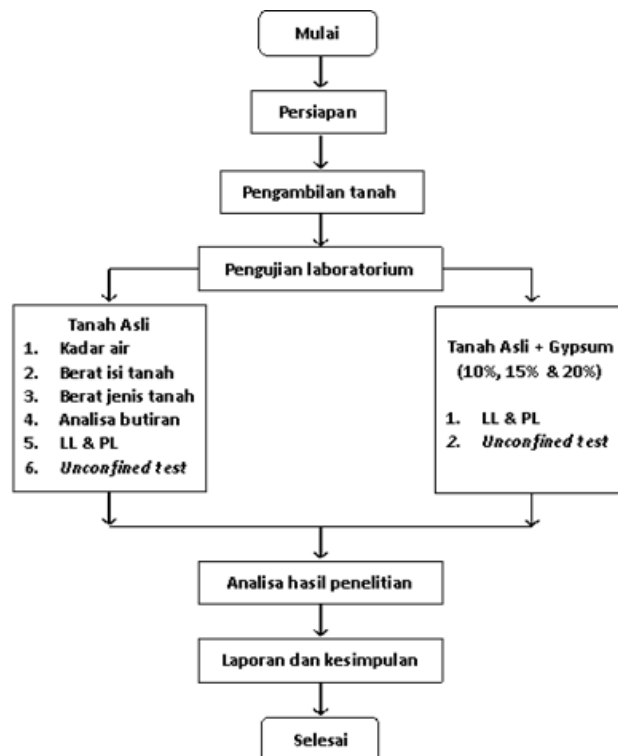 Mulai
Persiapan
Pengambilan tanah
Pengujian laboratorium
Tanah Asli
1. Kadar air
2. Berat isi tanah
3. Berat jenis tanah
4. Analisa butiran
5. LL & PL
6. Unconfined test
Tanah Asli + Gypsum
(10%, 15% & 20%)
1. LL & PL
2. Unconfined test
Analisa hasil penelitian
Laporan dan kesimpulan
Selesai